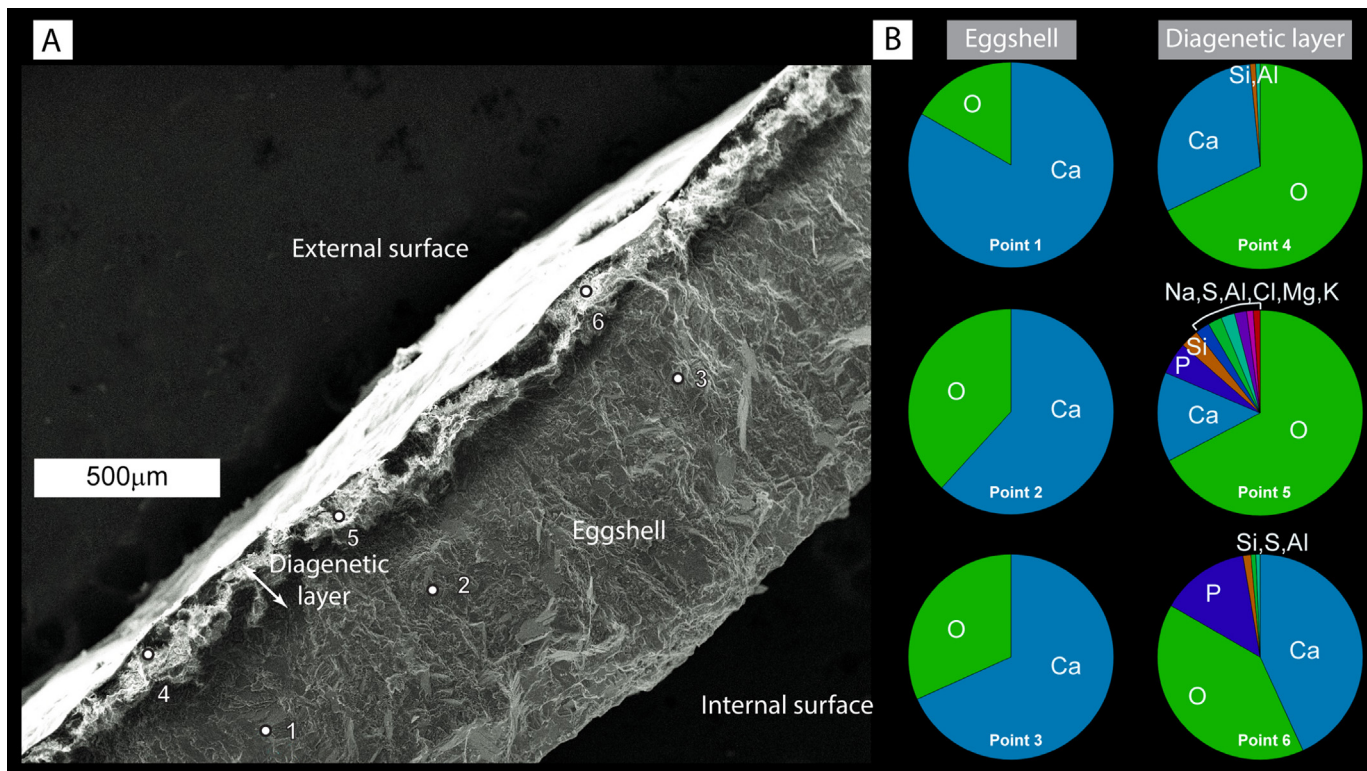 A
External surface
6
3
500μm
5
Eggshell
Diagenetic
layer
2
4
Internal surface
1
B
Eggshell
Diagenetic layer
O
Ca
Point 1
Si,Al
Ca
O
Point 4
O
Ca
Point 2
Na,S,Al,Cl,Mg,K
Si
P
Ca
O
Point 5
O
Ca
Point 3
Si,S,Al
P
Ca
O
Point 6